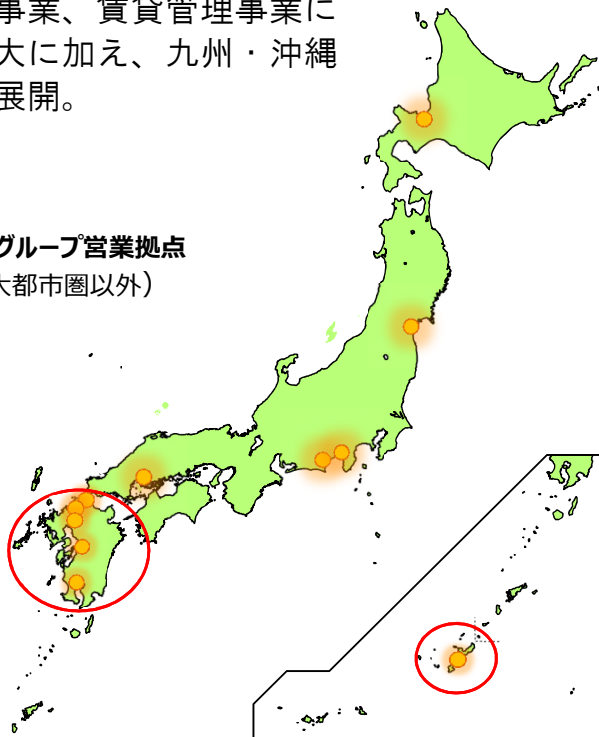 事業、賃貸管理事業に
大に加え、九州・沖縄
展開。
グループ営業拠点
大都市圏以外）